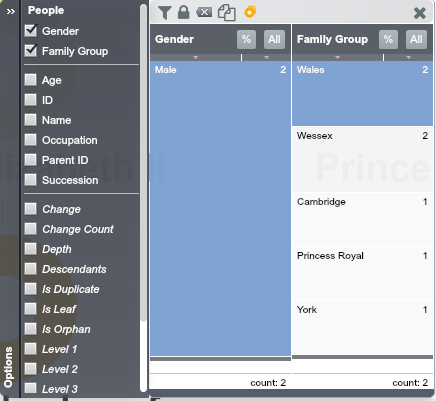 >> People
Gender
Family Group
Age
ID
Name
Occupation
Parent ID
Succession
Change
Change Count
Depth
Descendants
Is Duplicate
Is Leaf
Is Orphan
Level 1
Level 2
Level 3
Options
Gender % All
Male 2
count: 2
Family Group % All
Wales 2
Wessex 2
Cambridge 1
Princess Royal 1
York 1
count: 2
Prince